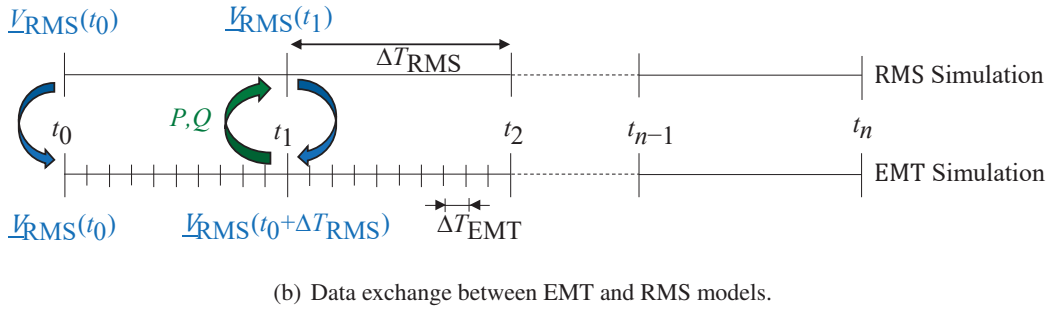 V_RMS(t_0) V_RMS(t_1)
ΔT_RMS
RMS Simulation
P,Q
t_0 t_1 t_2 t_{n−1} t_n
EMT Simulation
V_RMS(t_0) V_RMS(t_0+ΔT_RMS) ΔT_EMT
(b) Data exchange between EMT and RMS models.